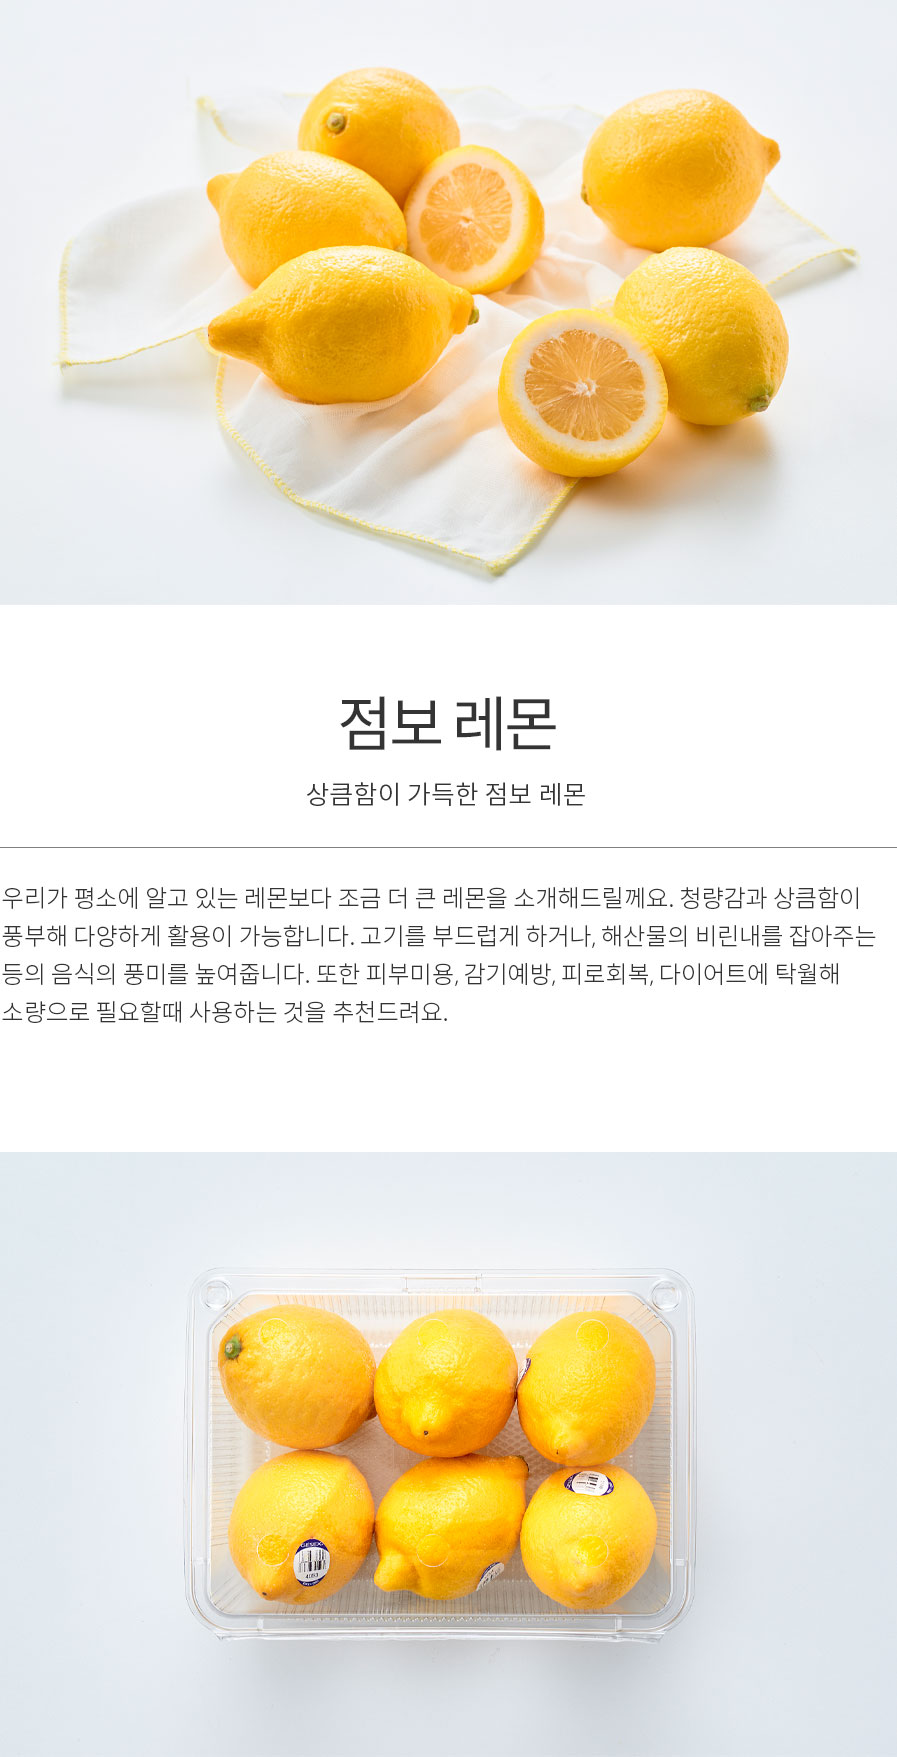 점보 레몬
상큼함이 가득한 점보 레몬
우리가 평소에 알고 있는 레몬보다 조금 더 큰 레몬을 소개해드릴께요. 청량감과 상큼함이
풍부해 다양하게 활용이 가능합니다. 고기를 부드럽게 하거나, 해산물의 비린내를 잡아주는
등의 음식의 풍미를 높여줍니다. 또한 피부미용, 감기예방, 피로회복, 다이어트에 탁월해
소량으로 필요할때 사용하는 것을 추천드려요.